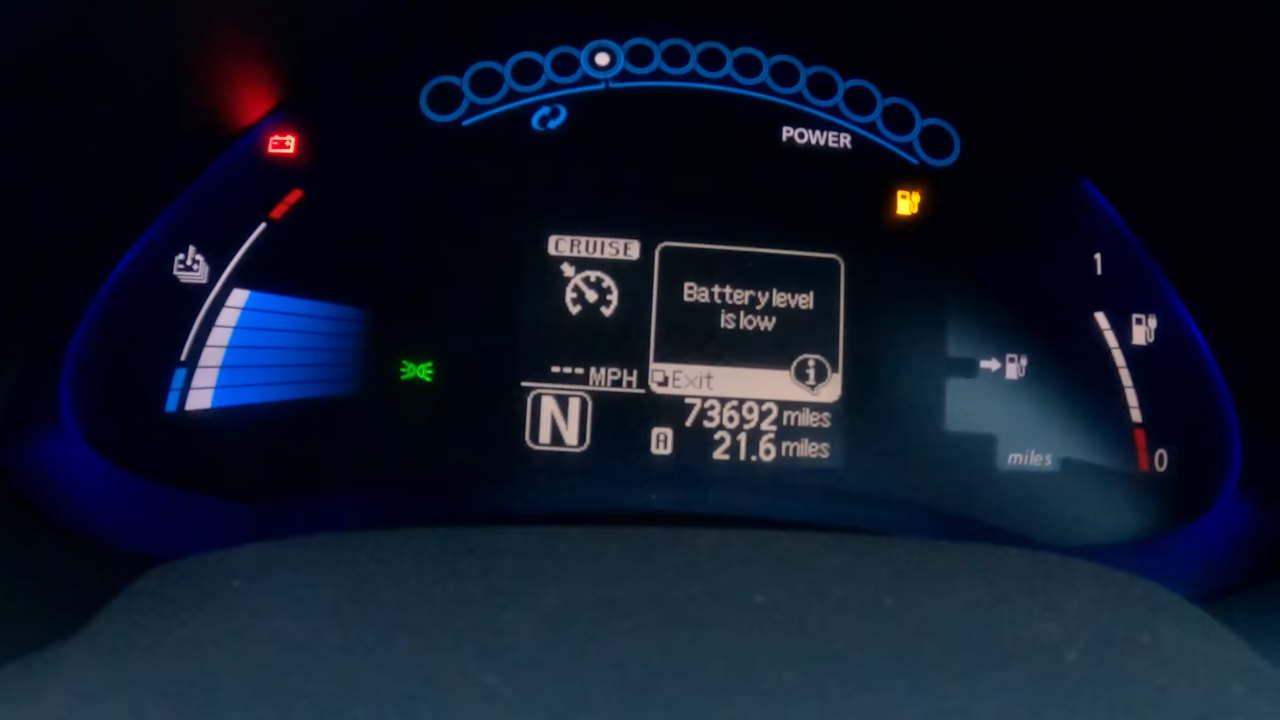 POWER
CRUISE
Battery level
is low
Exit
--- MPH
N
73692 miles
A 21.6 miles
1
miles
0